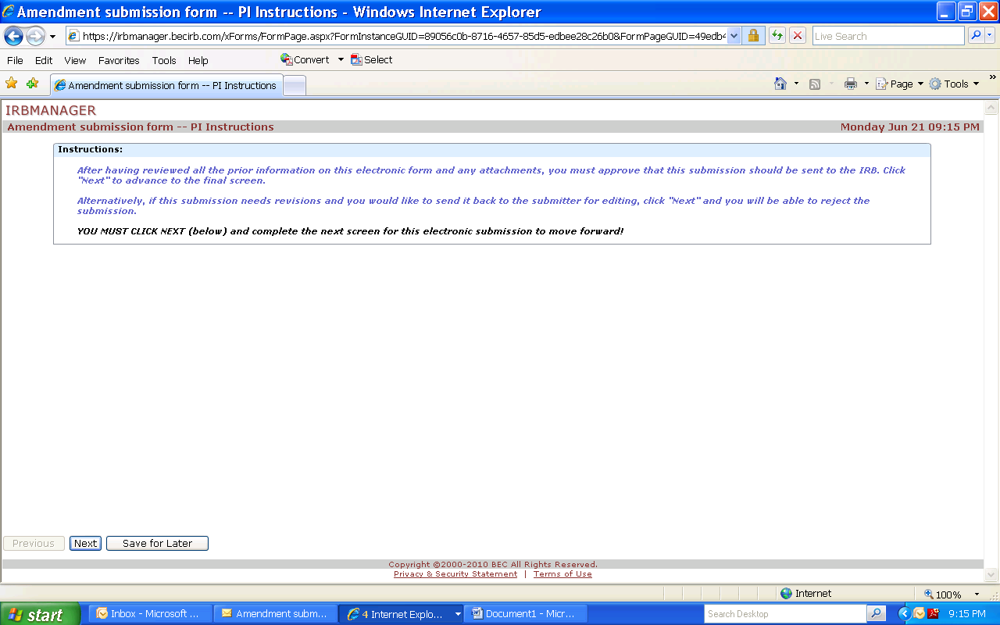 Amendment submission form -- PI Instructions - Windows Internet Explorer
https://irbmanager.becirb.com/xForms/FormPage.aspx?FormInstanceGUID=89056c0b-8716-4657-85d5-edbee28c26b0&FormPageGUID=49edb4
Live Search
File Edit View Favorites Tools Help Convert Select
Amendment submission form -- PI Instructions Page Tools »
IRBMANAGER
Amendment submission form -- PI Instructions Monday Jun 21 09:15 PM
Instructions:
After having reviewed all the prior information on this electronic form and any attachments, you must approve that this submission should be sent to the IRB. Click
"Next" to advance to the final screen.
Alternatively, if this submission needs revisions and you would like to send it back to the submitter for editing, click "Next" and you will be able to reject the
submission.
YOU MUST CLICK NEXT (below) and complete the next screen for this electronic submission to move forward!
Previous Next Save for Later
Copyright ©2000-2010 BEC All Rights Reserved.
Privacy & Security Statement | Terms of Use
Internet 100%
start Inbox - Microsoft ... Amendment subm... 4 Internet Explo... Document1 - Micr... Search Desktop 9:15 PM